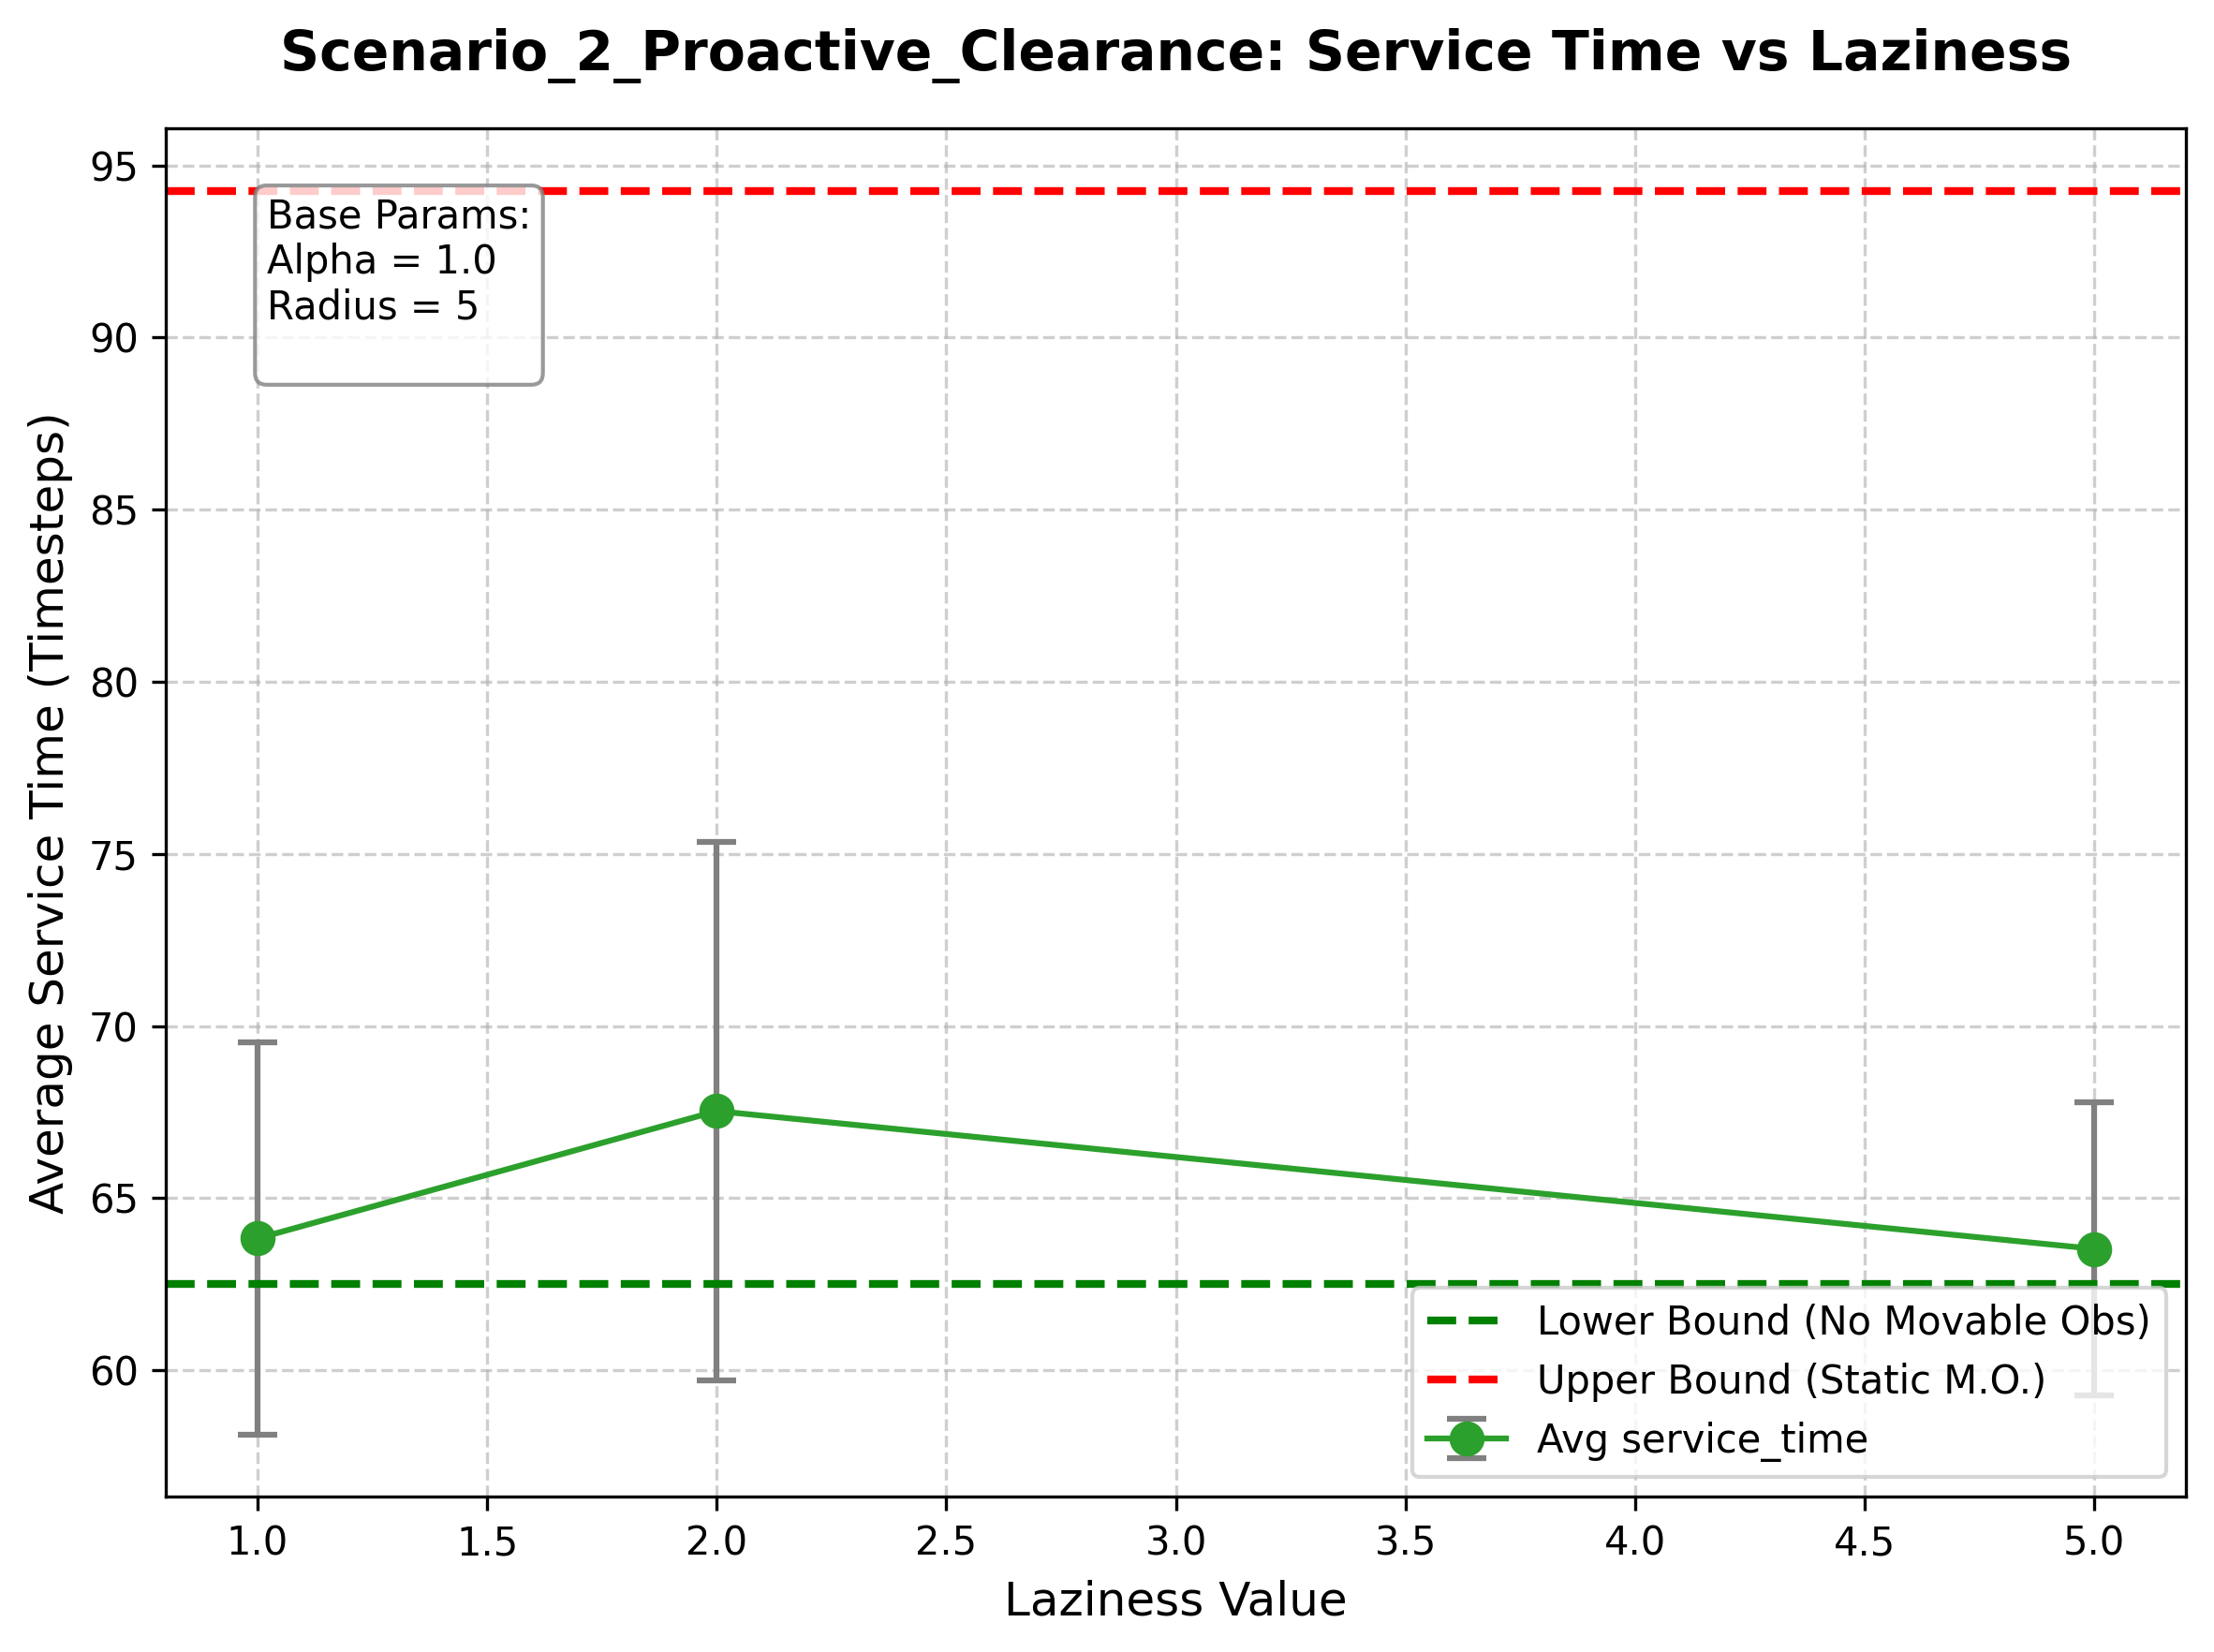 Scenario_2_Proactive_Clearance: Service Time vs Laziness
Average Service Time (Timesteps)
95
90
85
80
75
70
65
60
Base Params:
Alpha = 1.0
Radius = 5
Lower Bound (No Movable Obs)
Upper Bound (Static M.O.)
Avg service_time
1.0 1.5 2.0 2.5 3.0 3.5 4.0 4.5 5.0
Laziness Value